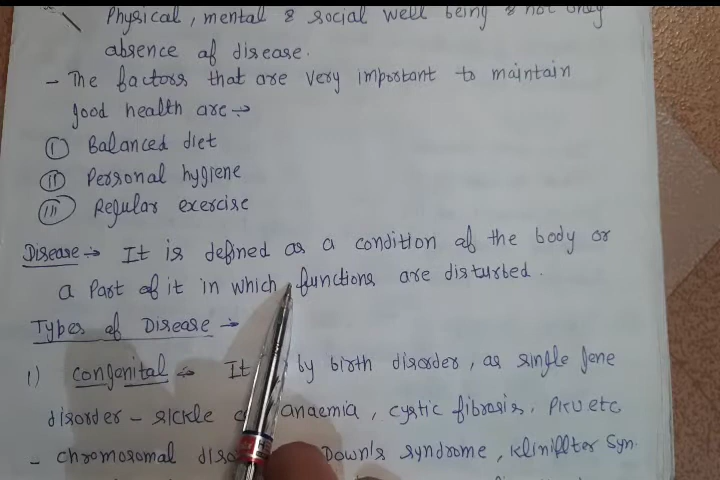 Physical, mental & social well being & not only
absence of disease.
- The factors that are very important to maintain
good health are →
(i) Balanced diet
(ii) Personal hygiene
(iii) Regular exercise
Disease → It is defined as a condition of the body or
a part of it in which functions are disturbed.
Types of Disease →
1) Congenital → It by birth disorder, as single gene
disorder - sickle anaemia, cystic fibrosis, PKU etc
- chromosomal Down's syndrome, Kliniflter Syn.